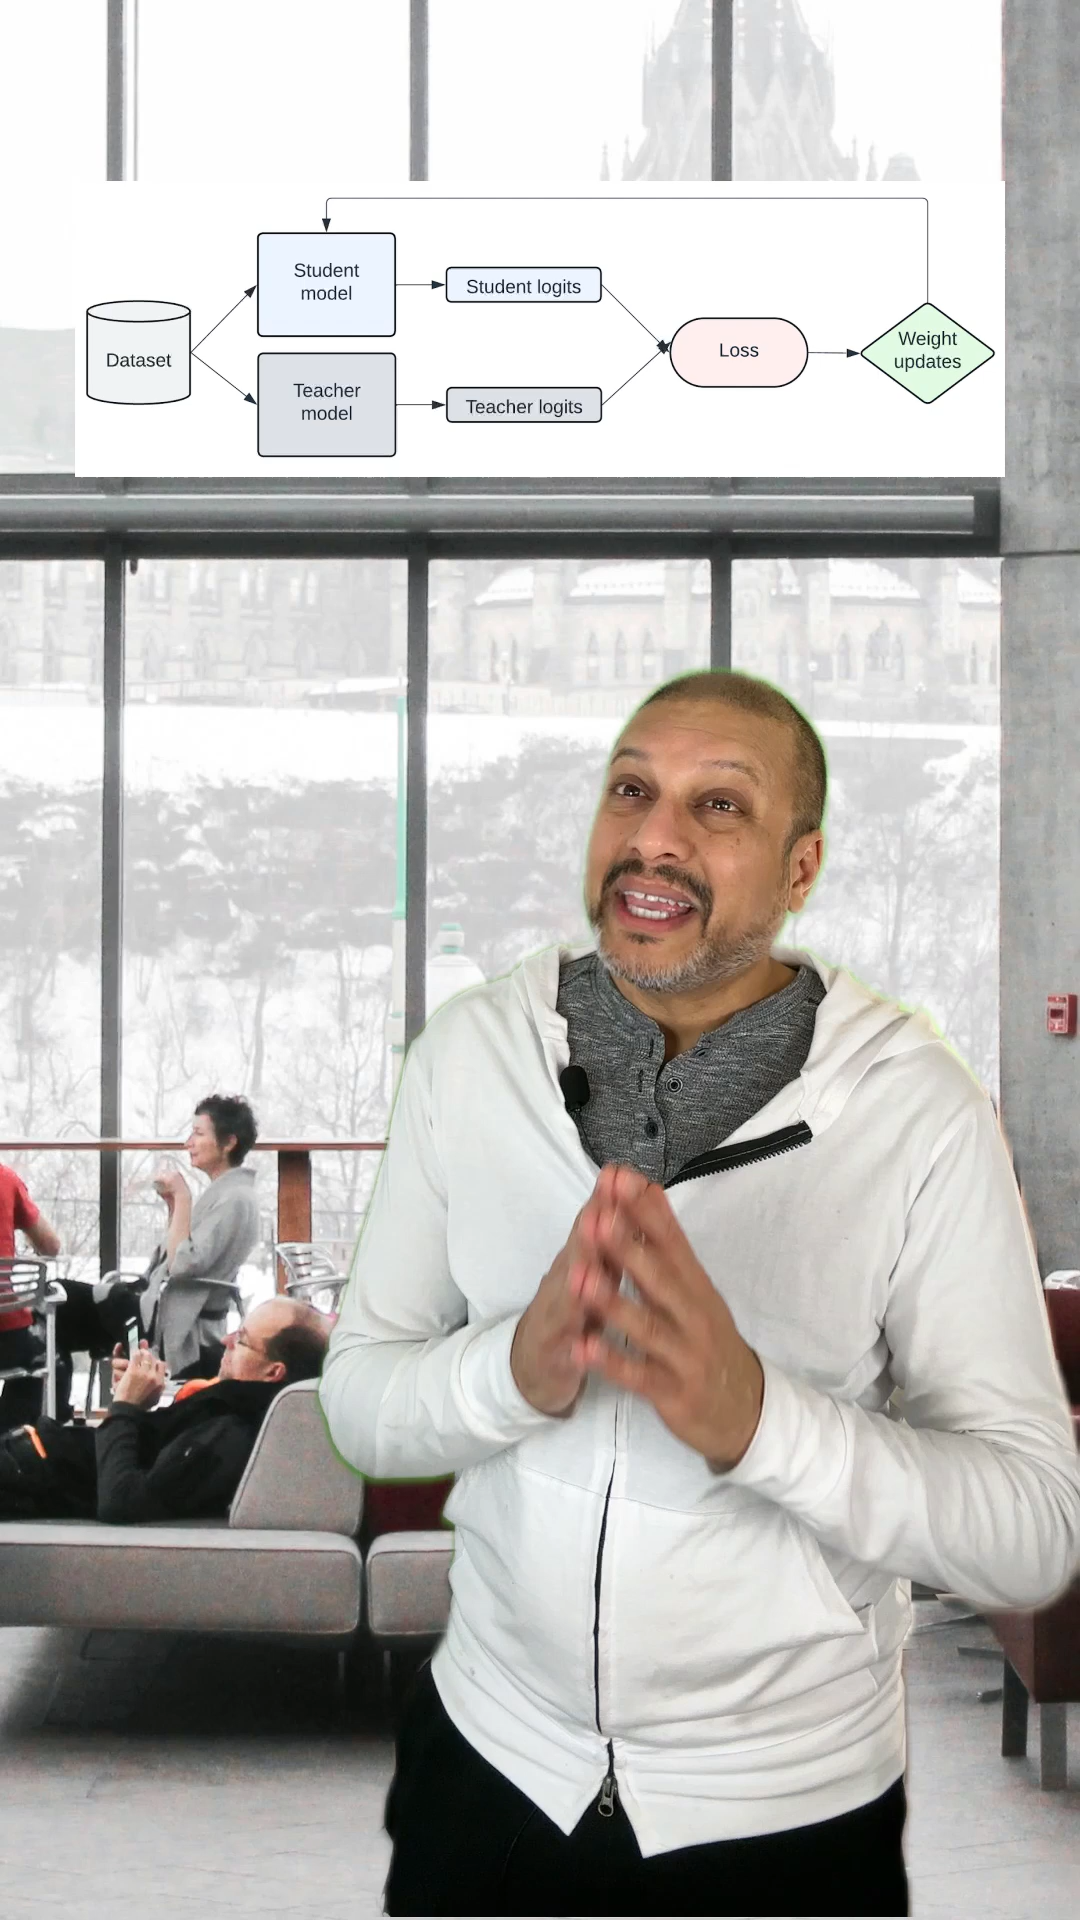 Student
model
Student logits
Dataset
Loss
Weight
updates
Teacher
model
Teacher logits